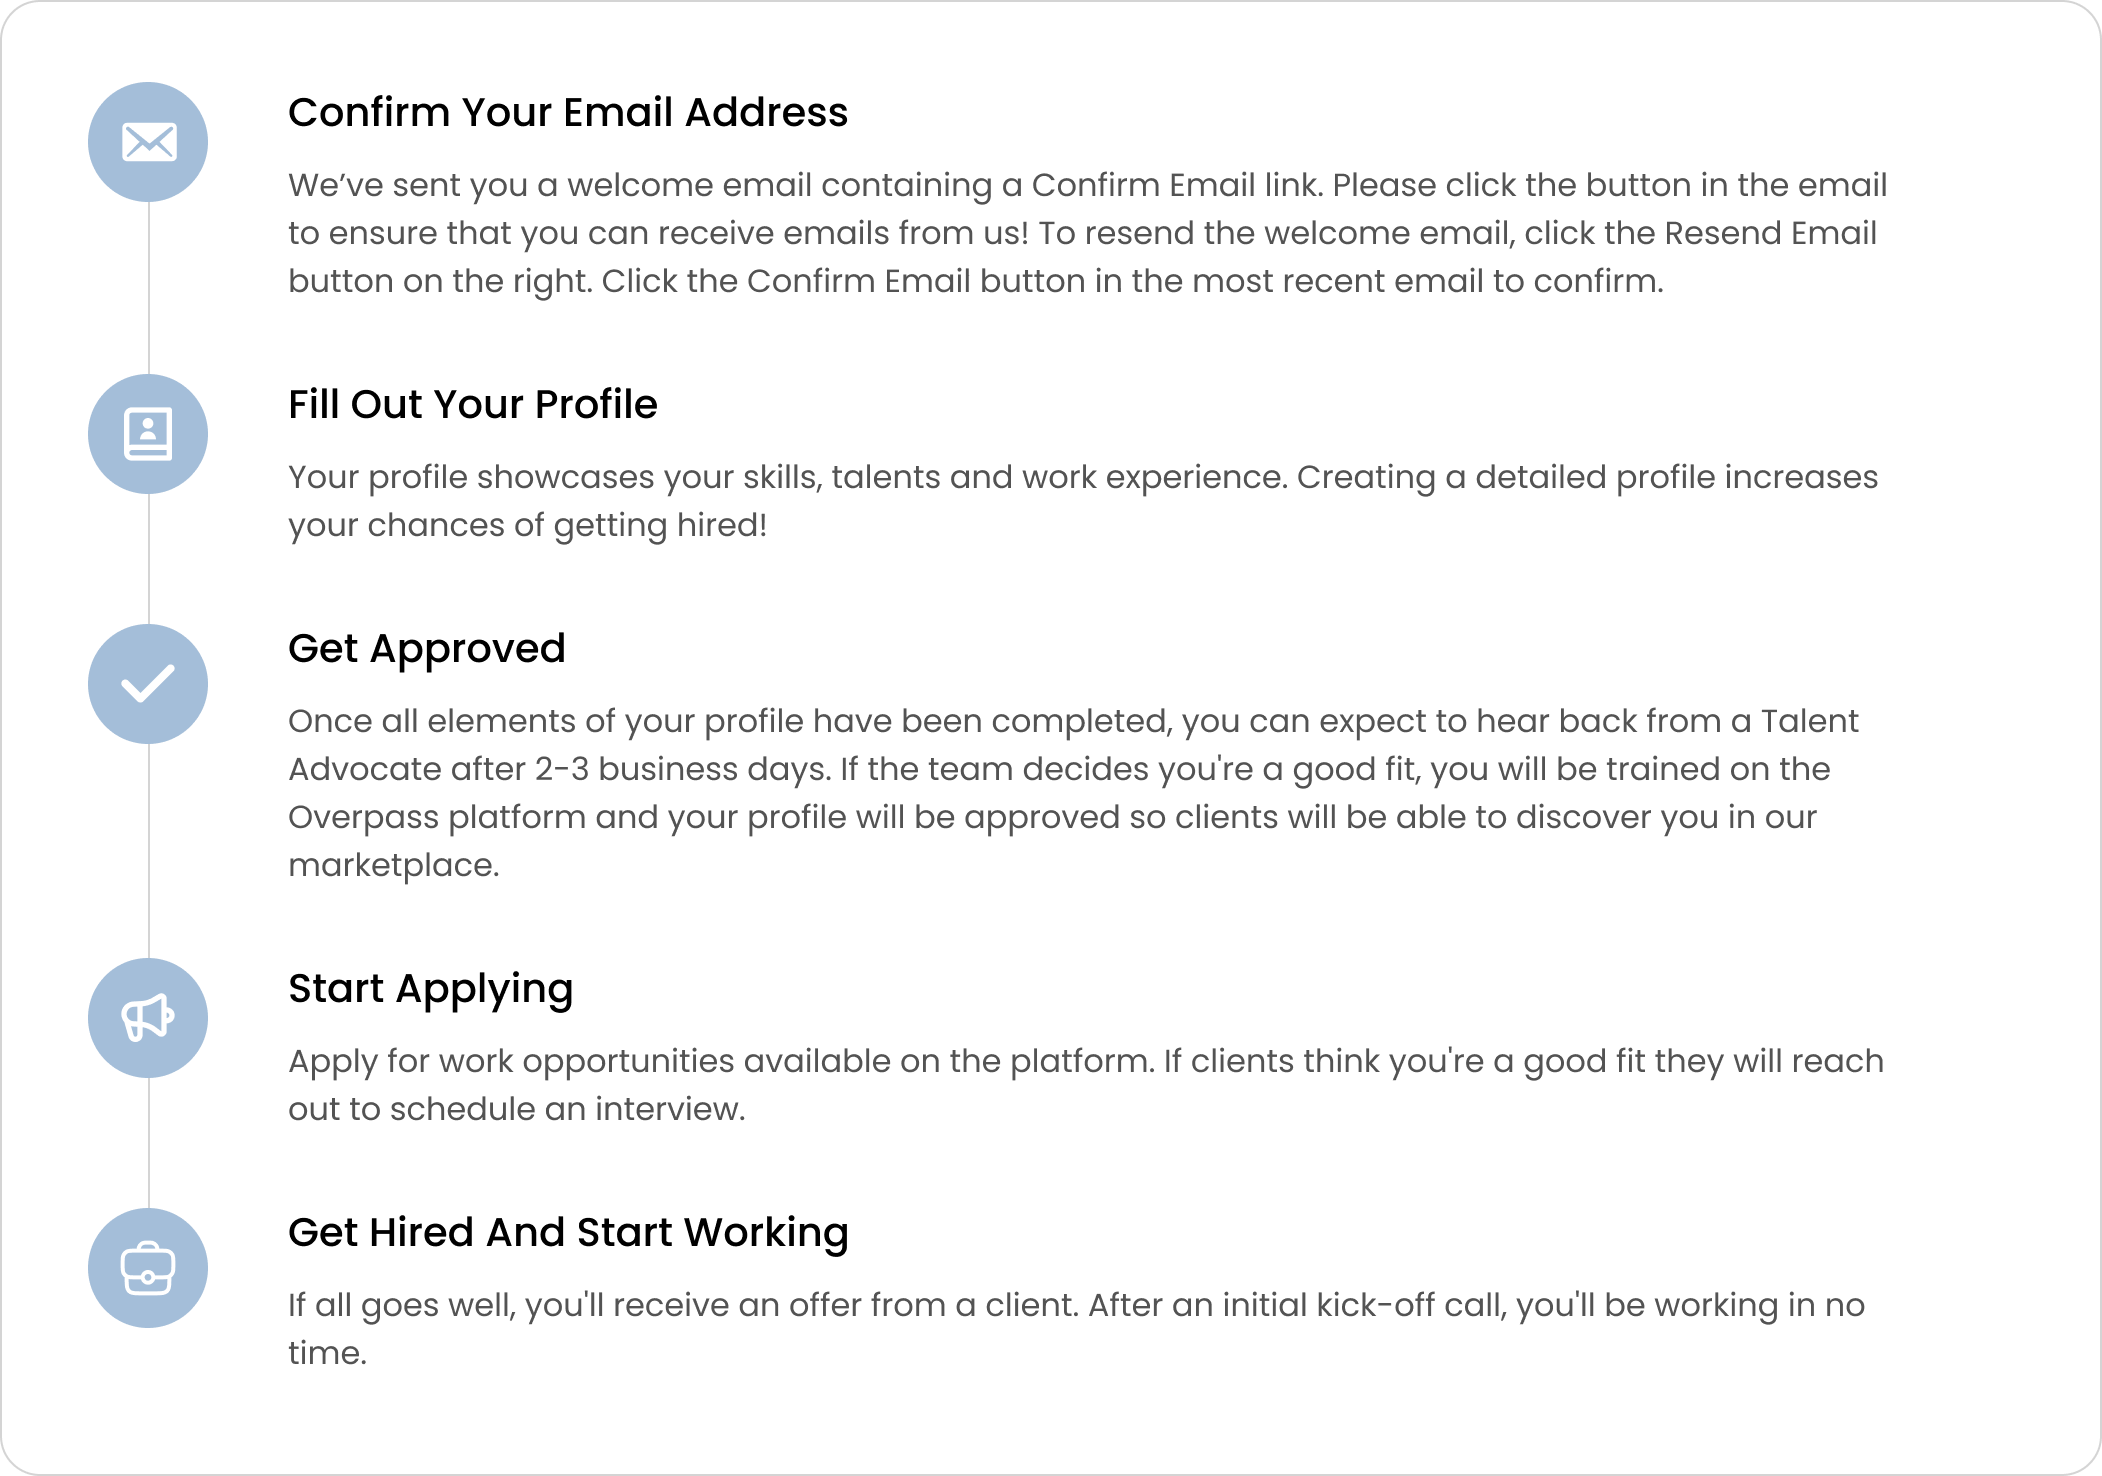 Confirm Your Email Address
We’ve sent you a welcome email containing a Confirm Email link. Please click the button in the email
to ensure that you can receive emails from us! To resend the welcome email, click the Resend Email
button on the right. Click the Confirm Email button in the most recent email to confirm.
Fill Out Your Profile
Your profile showcases your skills, talents and work experience. Creating a detailed profile increases
your chances of getting hired!
Get Approved
Once all elements of your profile have been completed, you can expect to hear back from a Talent
Advocate after 2-3 business days. If the team decides you're a good fit, you will be trained on the
Overpass platform and your profile will be approved so clients will be able to discover you in our
marketplace.
Start Applying
Apply for work opportunities available on the platform. If clients think you're a good fit they will reach
out to schedule an interview.
Get Hired And Start Working
If all goes well, you'll receive an offer from a client. After an initial kick-off call, you'll be working in no
time.